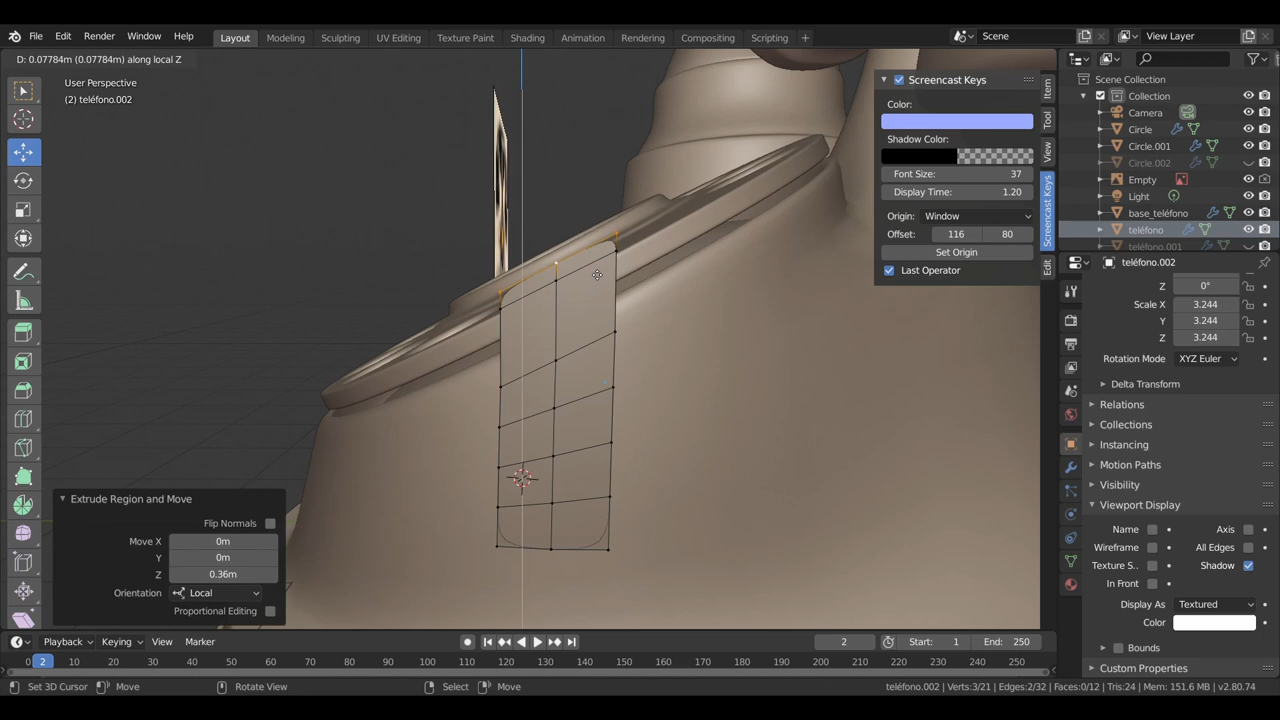 File Edit Render Window Help Layout Modeling Sculpting UV Editing Texture Paint Shading Animation Rendering Compositing Scripting + Scene View Layer
D: 0.07784m (0.07784m) along local Z
User Perspective
(2) teléfono.002
Screencast Keys
Color:
Shadow Color:
Font Size: 37
Display Time: 1.20
Origin: Window
Offset: 116 80
Set Origin
Last Operator
Item
Tool
View
Screencast Keys
Edit
Scene Collection
Collection
Camera
Circle
Circle.001
Circle.002
Empty
Light
base_teléfono
teléfono
teléfono.001
teléfono.002
Z 0°
Scale X 3.244
Y 3.244
Z 3.244
Rotation Mode XYZ Euler
Delta Transform
Relations
Collections
Instancing
Motion Paths
Visibility
Viewport Display
Name Axis
Wireframe All Edges
Texture S.. Shadow
In Front
Display As Textured
Color
Bounds
Custom Properties
Extrude Region and Move
Flip Normals
Move X 0m
Y 0m
Z 0.36m
Orientation Local
Proportional Editing
Playback Keying View Marker 2 Start: 1 End: 250
2 10 20 30 40 50 60 70 80 90 100 110 120 130 140 150 160 170 180 190 200 210 220 230 240 250
Set 3D Cursor Move Rotate View Select Move teléfono.002 | Verts:3/21 | Edges:2/32 | Faces:0/12 | Tris:24 | Mem: 151.6 MB | v2.80.74